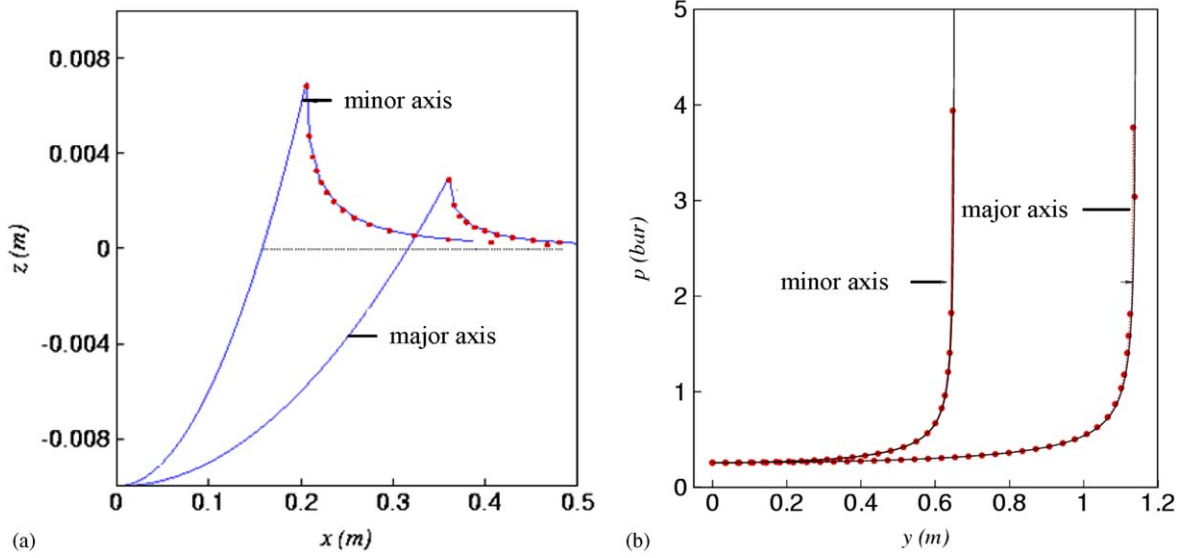 0.008
0.004
0
-0.004
-0.008
z (m)
minor axis
major axis
0 0.1 0.2 0.3 0.4 0.5
x (m)
(a)
5
4
3
2
1
0
p (bar)
major axis
minor axis
0 0.2 0.4 0.6 0.8 1 1.2
y (m)
(b)